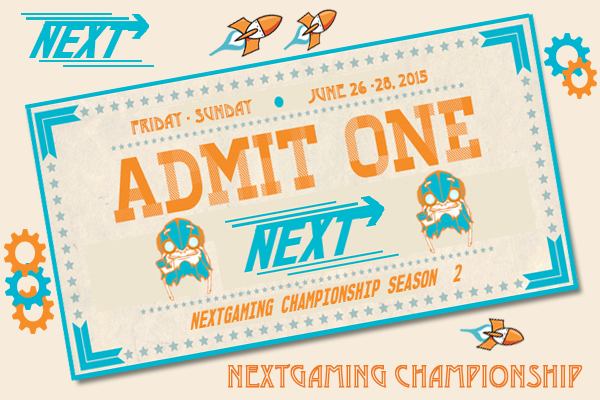 NEXT
FRIDAY · SUNDAY • JUNE 26 -28, 2015
ADMIT ONE
NEXT
NEXTGAMING CHAMPIONSHIP SEASON 2
NEXTGAMING CHAMPIONSHIP